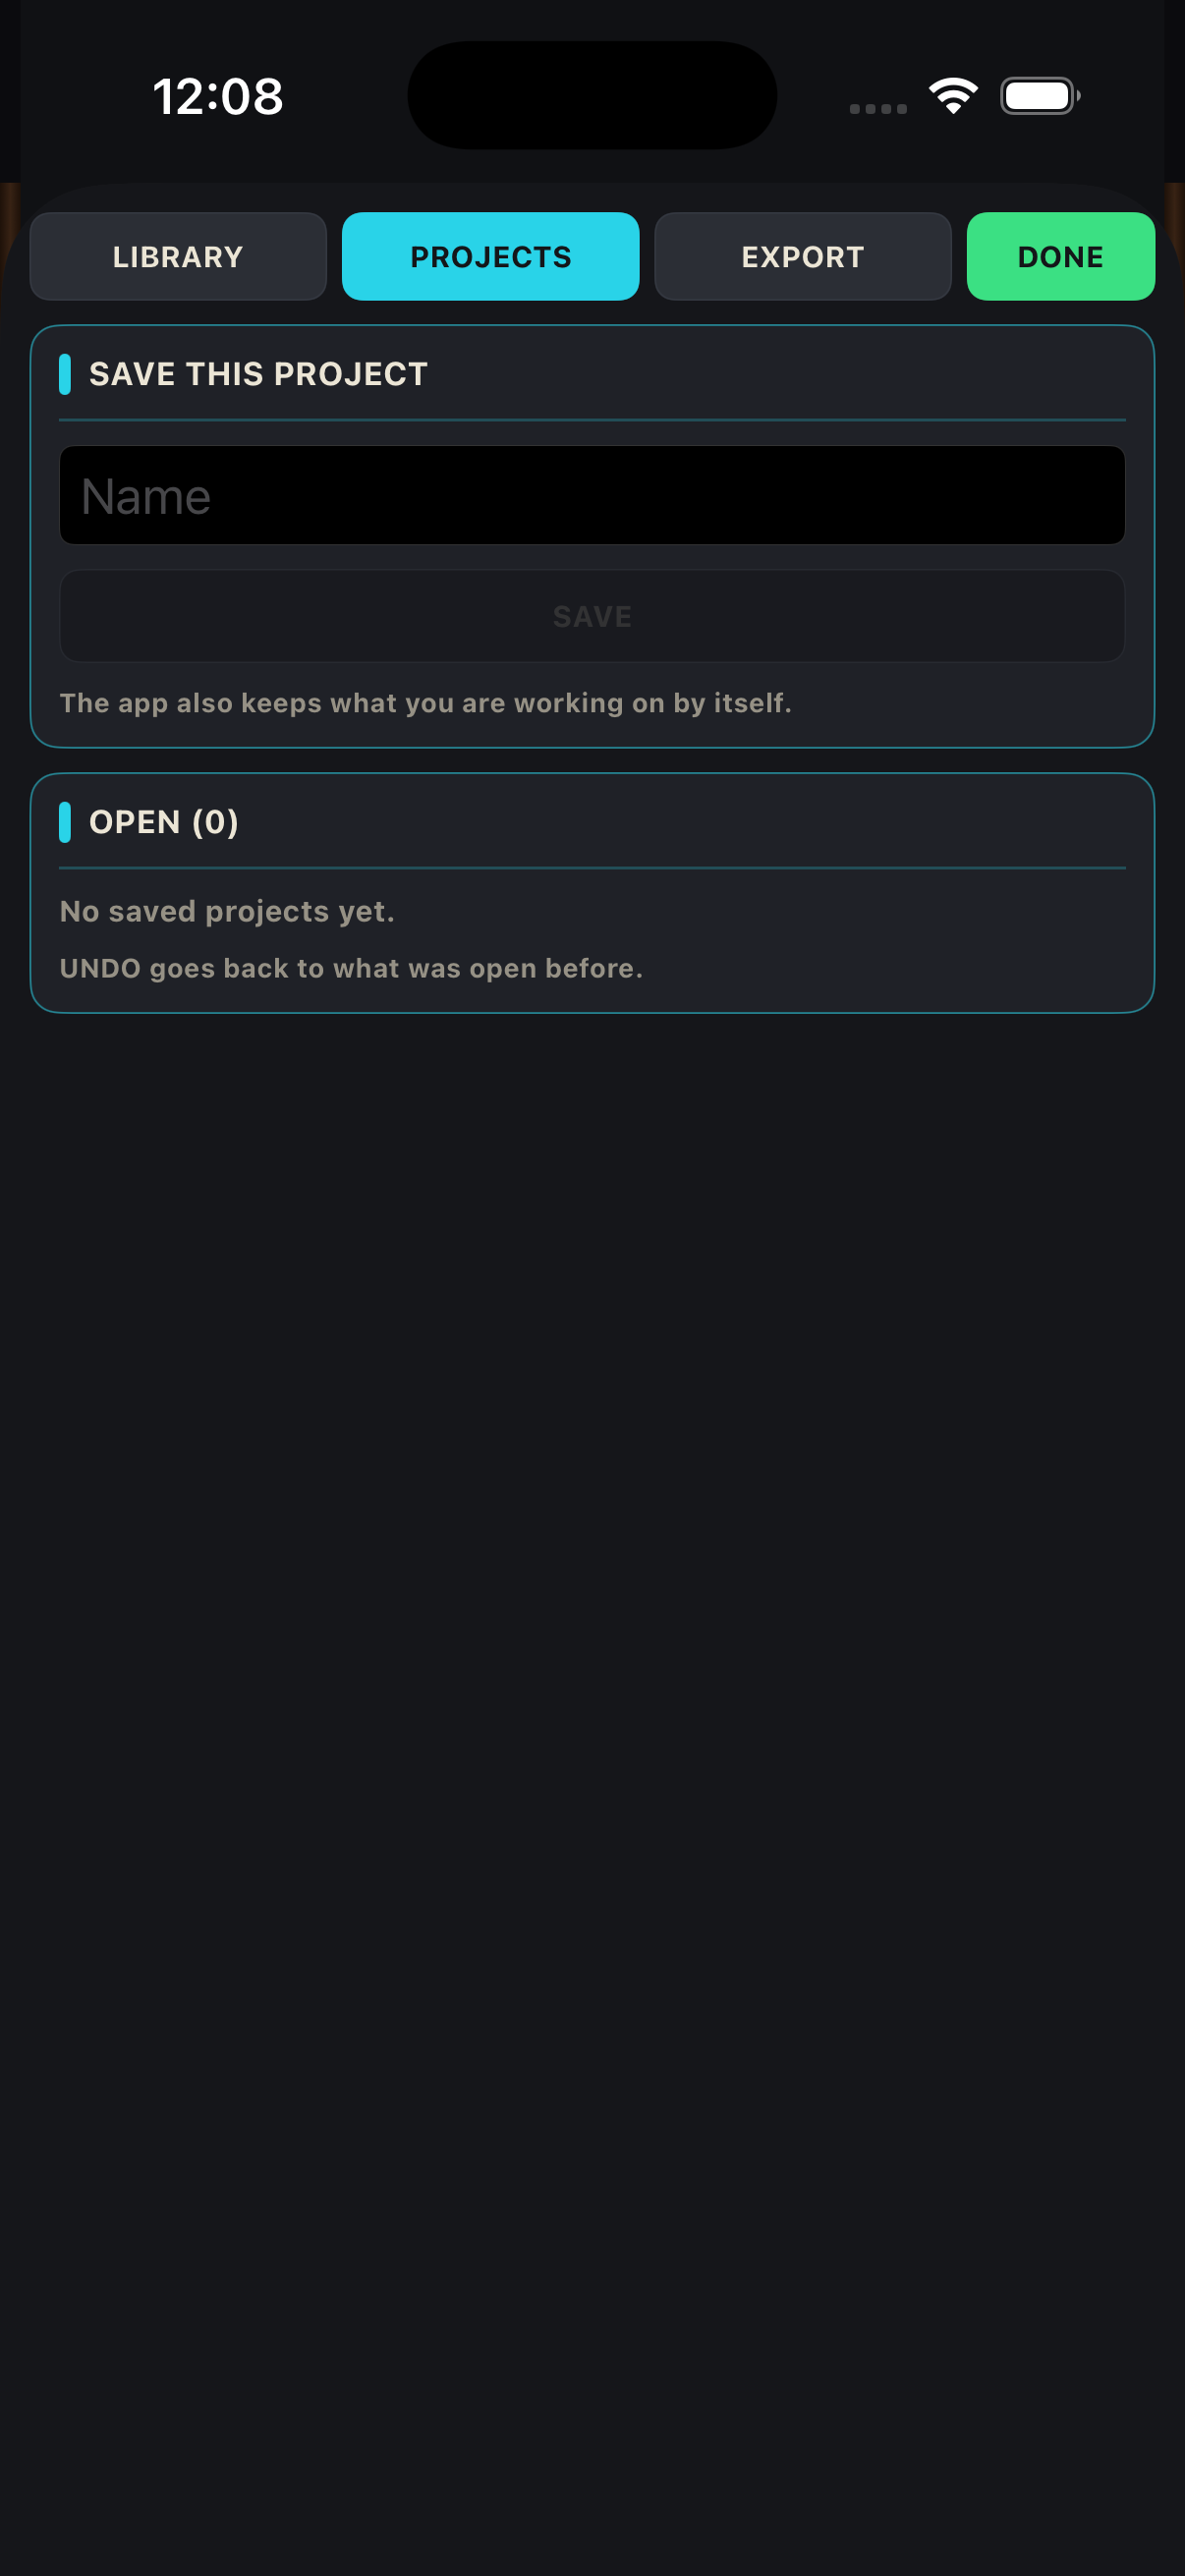 12:08
LIBRARY PROJECTS EXPORT DONE
SAVE THIS PROJECT
Name
SAVE
The app also keeps what you are working on by itself.
OPEN (0)
No saved projects yet.
UNDO goes back to what was open before.